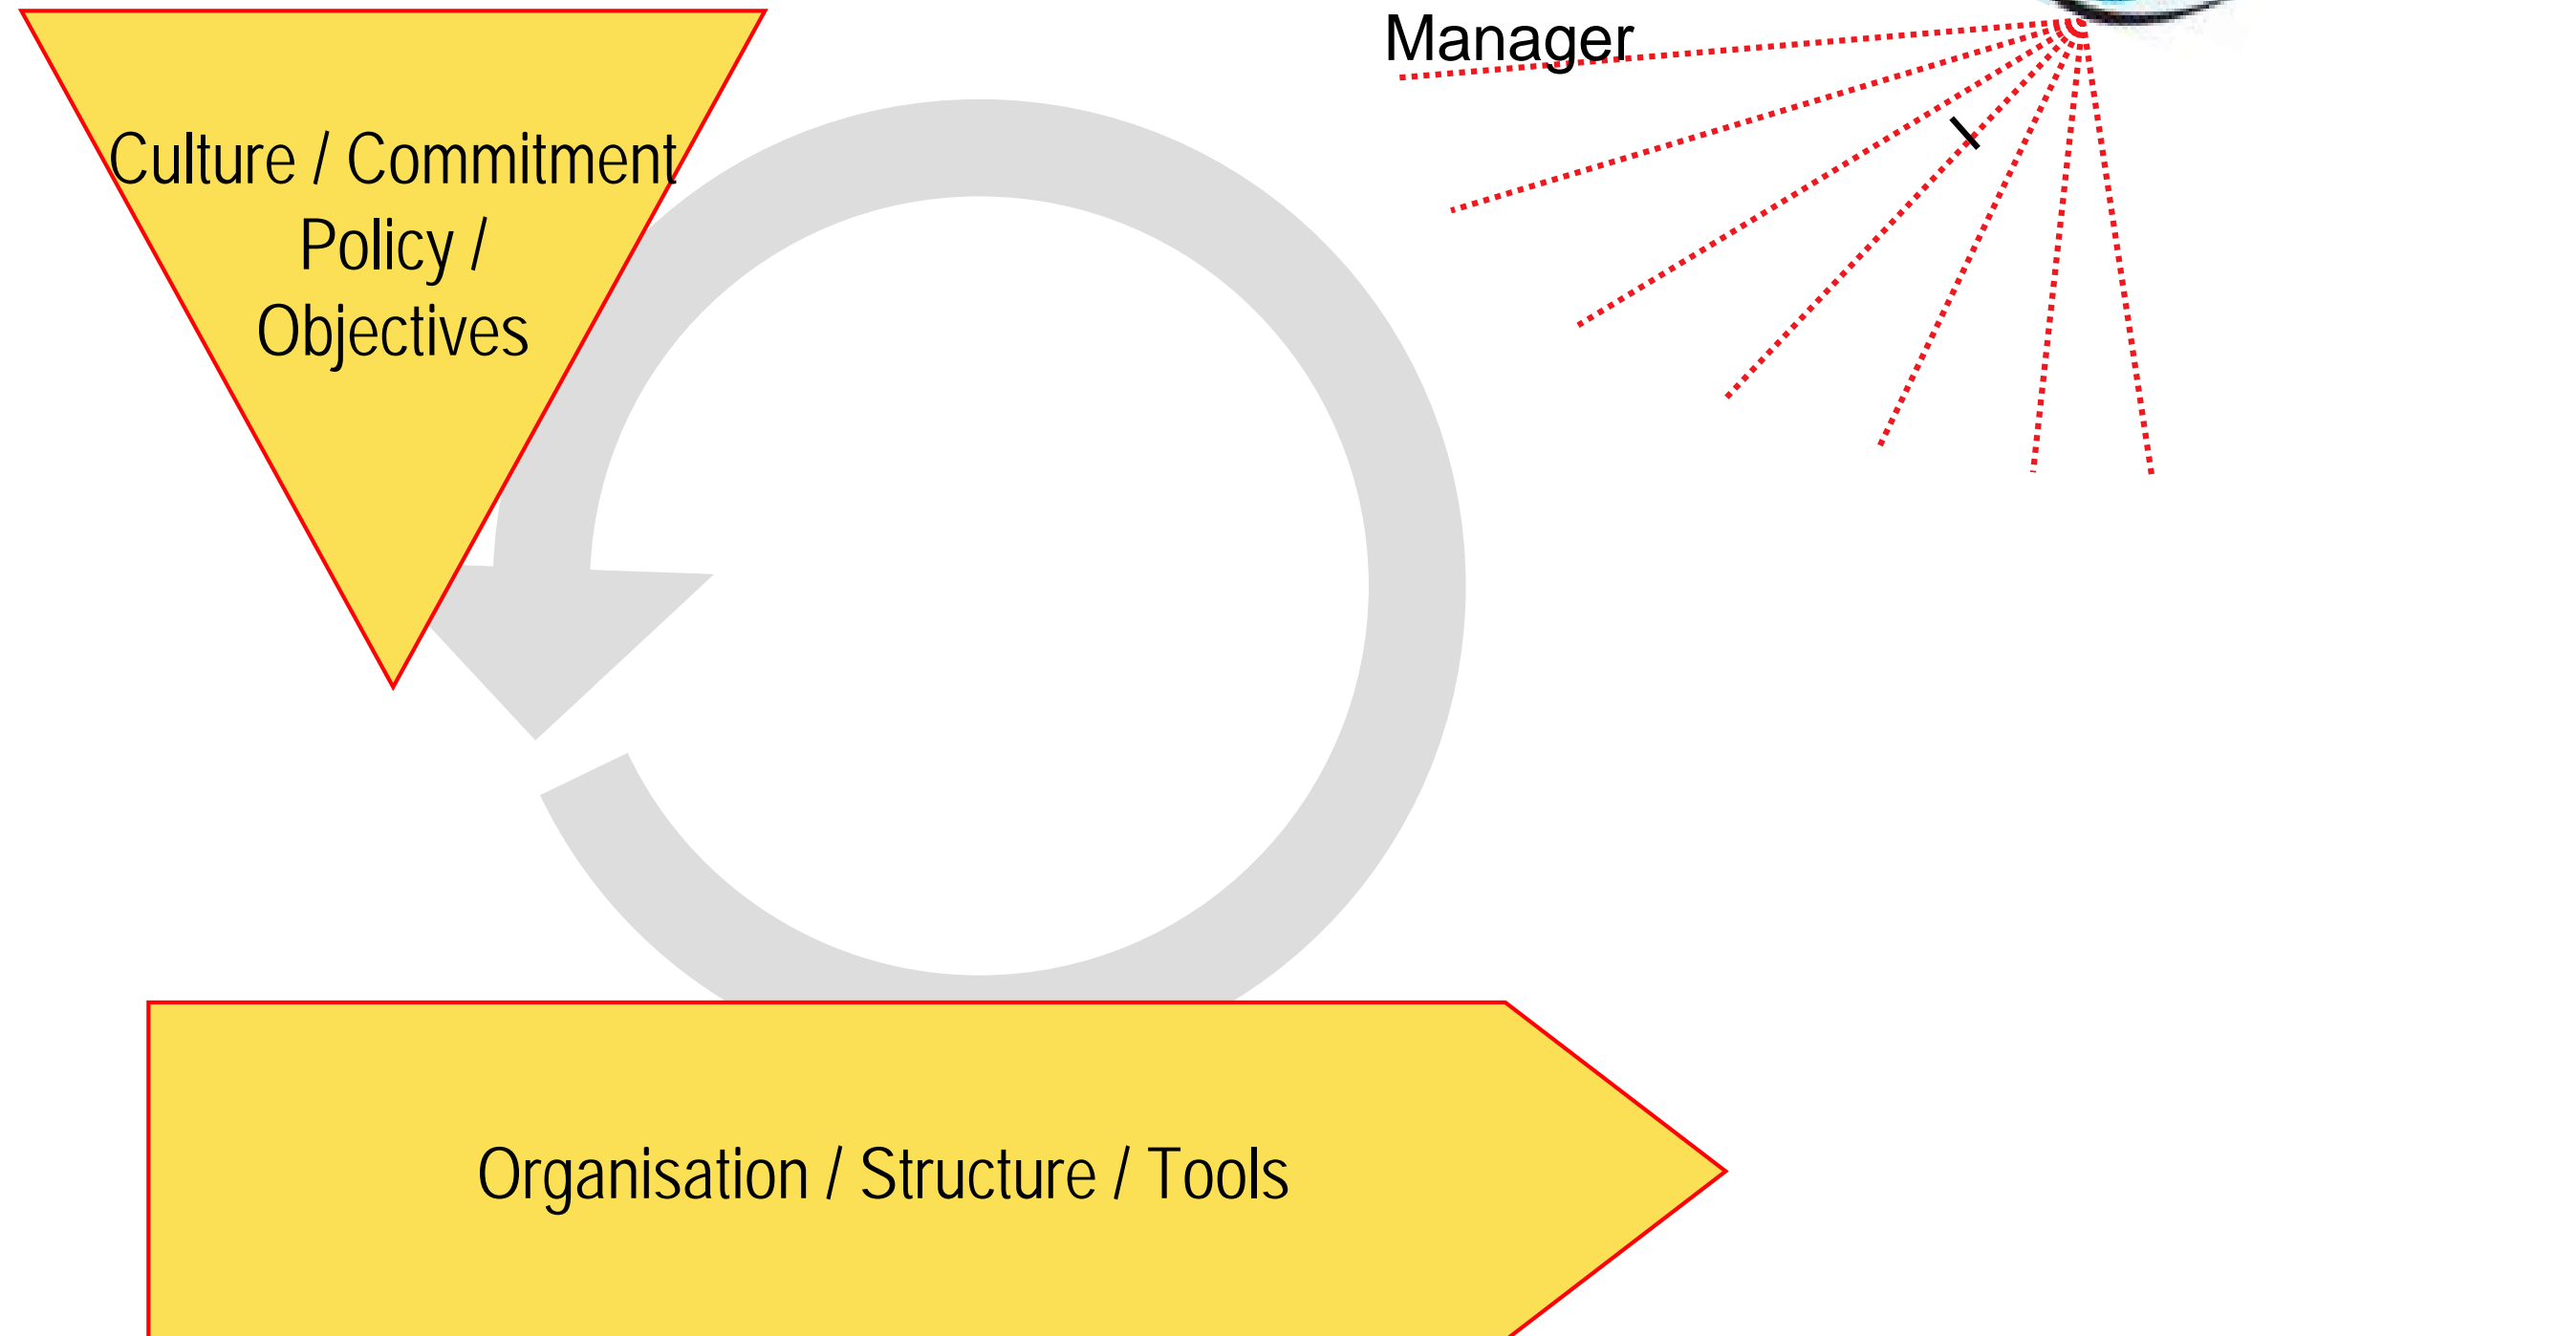 Manager
Culture / Commitment
Policy /
Objectives
Organisation / Structure / Tools